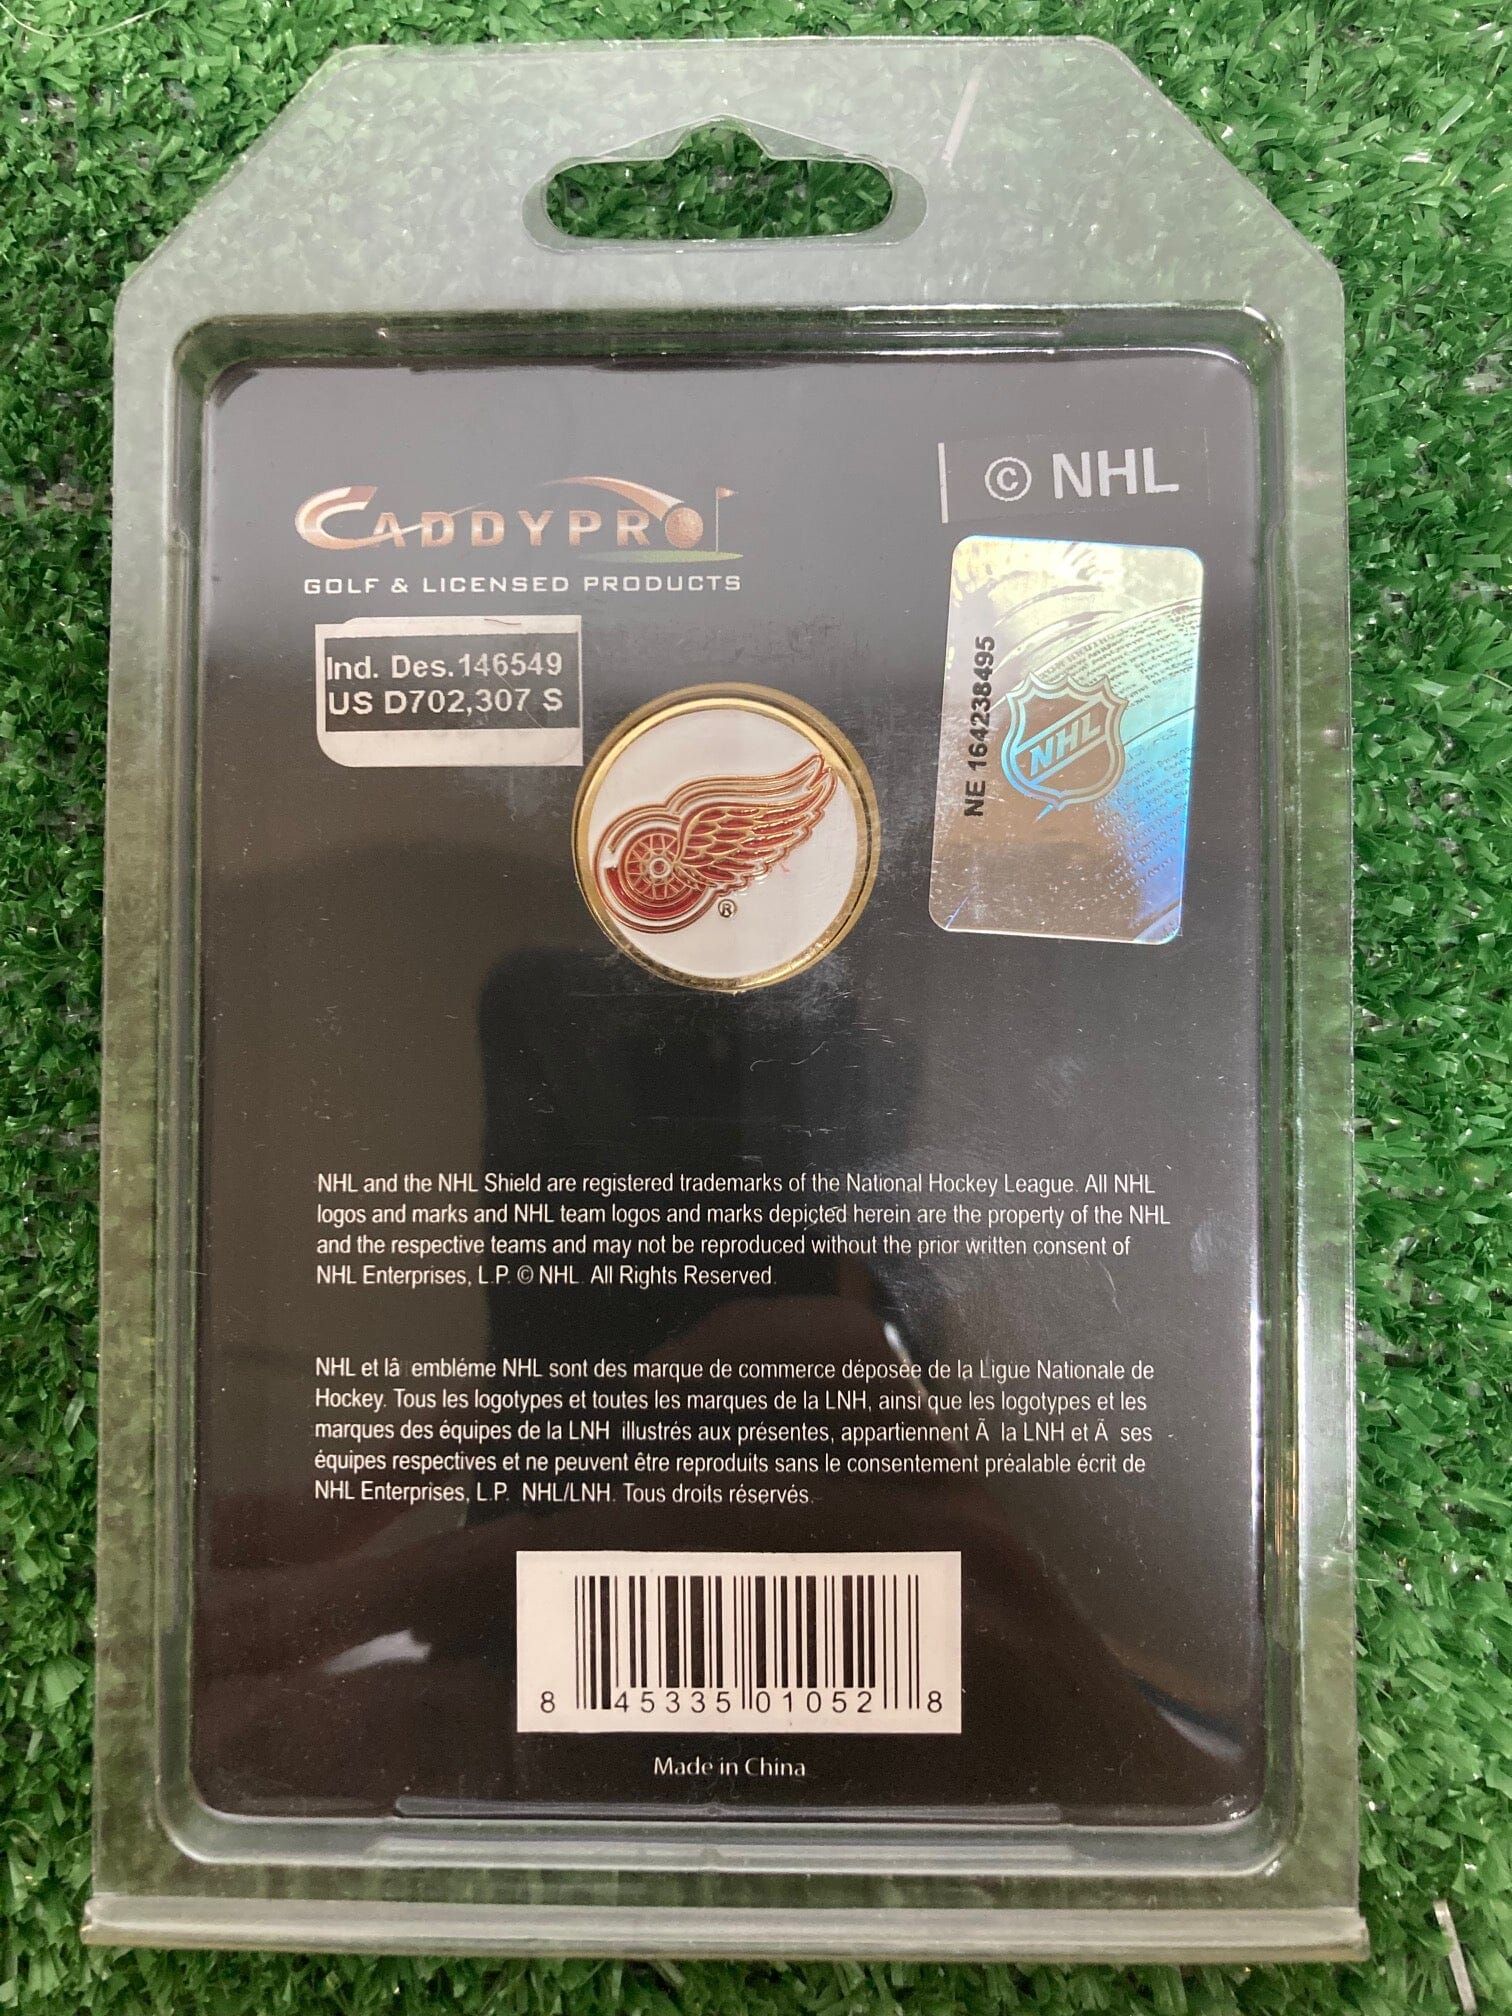 CADDYPRO
GOLF & LICENSED PRODUCTS
© NHL
Ind. Des.146549
US D702,307 S
NE 164238495
NHL
®
NHL and the NHL Shield are registered trademarks of the National Hockey League. All NHL
logos and marks and NHL team logos and marks depicted herein are the property of the NHL
and the respective teams and may not be reproduced without the prior written consent of
NHL Enterprises, L.P. © NHL. All Rights Reserved.
NHL et lâ embléme NHL sont des marque de commerce déposée de la Ligue Nationale de
Hockey. Tous les logotypes et toutes les marques de la LNH, ainsi que les logotypes et les
marques des équipes de la LNH illustrés aux présentes, appartiennent Ã la LNH et Ã ses
équipes respectives et ne peuvent être reproduits sans le consentement préalable écrit de
NHL Enterprises, L.P. NHL/LNH. Tous droits réservés.
8 45335 01052 8
Made in China